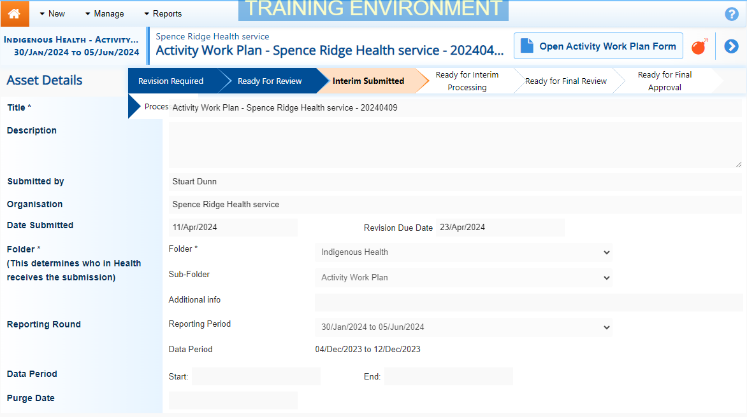 TRAINING ENVIRONMENT
New
Manage
Reports
Indigenous Health - Activity...
30/Jan/2024 to 05/Jun/2024
Spence Ridge Health service
Activity Work Plan - Spence Ridge Health service - 202404...
Open Activity Work Plan Form
Asset Details
Revision Required
Ready For Review
Interim Submitted
Ready for Interim
Processing
Ready for Final Review
Ready for Final
Approval
Proces
Title *
Activity Work Plan - Spence Ridge Health service - 20240409
Description
Submitted by
Stuart Dunn
Organisation
Spence Ridge Health service
Date Submitted
11/Apr/2024
Revision Due Date
23/Apr/2024
Folder *
(This determines who in Health
receives the submission)
Folder *
Indigenous Health
Sub-Folder
Activity Work Plan
Additional info
Reporting Round
Reporting Period
30/Jan/2024 to 05/Jun/2024
Data Period
04/Dec/2023 to 12/Dec/2023
Data Period
Start:
End:
Purge Date